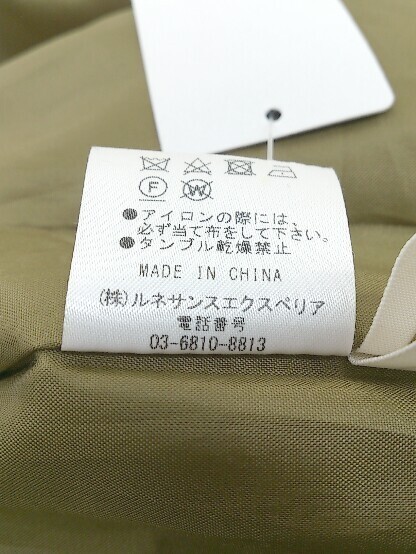 F W
●アイロンの際には、
必ず当て布をして下さい
●タンブル乾燥禁止
MADE IN CHINA
(株)ルネサンスエクスペリア
電話番号
03-6810-8813